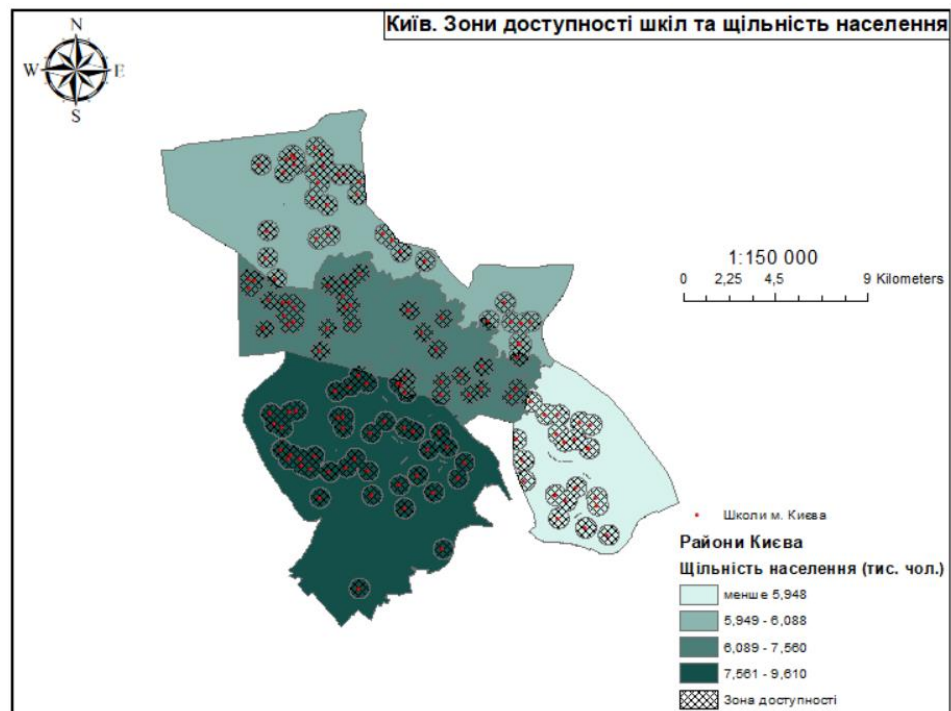 Київ. Зони доступності шкіл та щільність населення
N
W E
S
1:150 000
0 2,25 4,5 9 Kilometers
Школи м. Києва
Райони Києва
Щільність населення (тис. чол.)
менше 5,948
5,949 - 6,088
6,089 - 7,560
7,561 - 9,610
Зона доступності